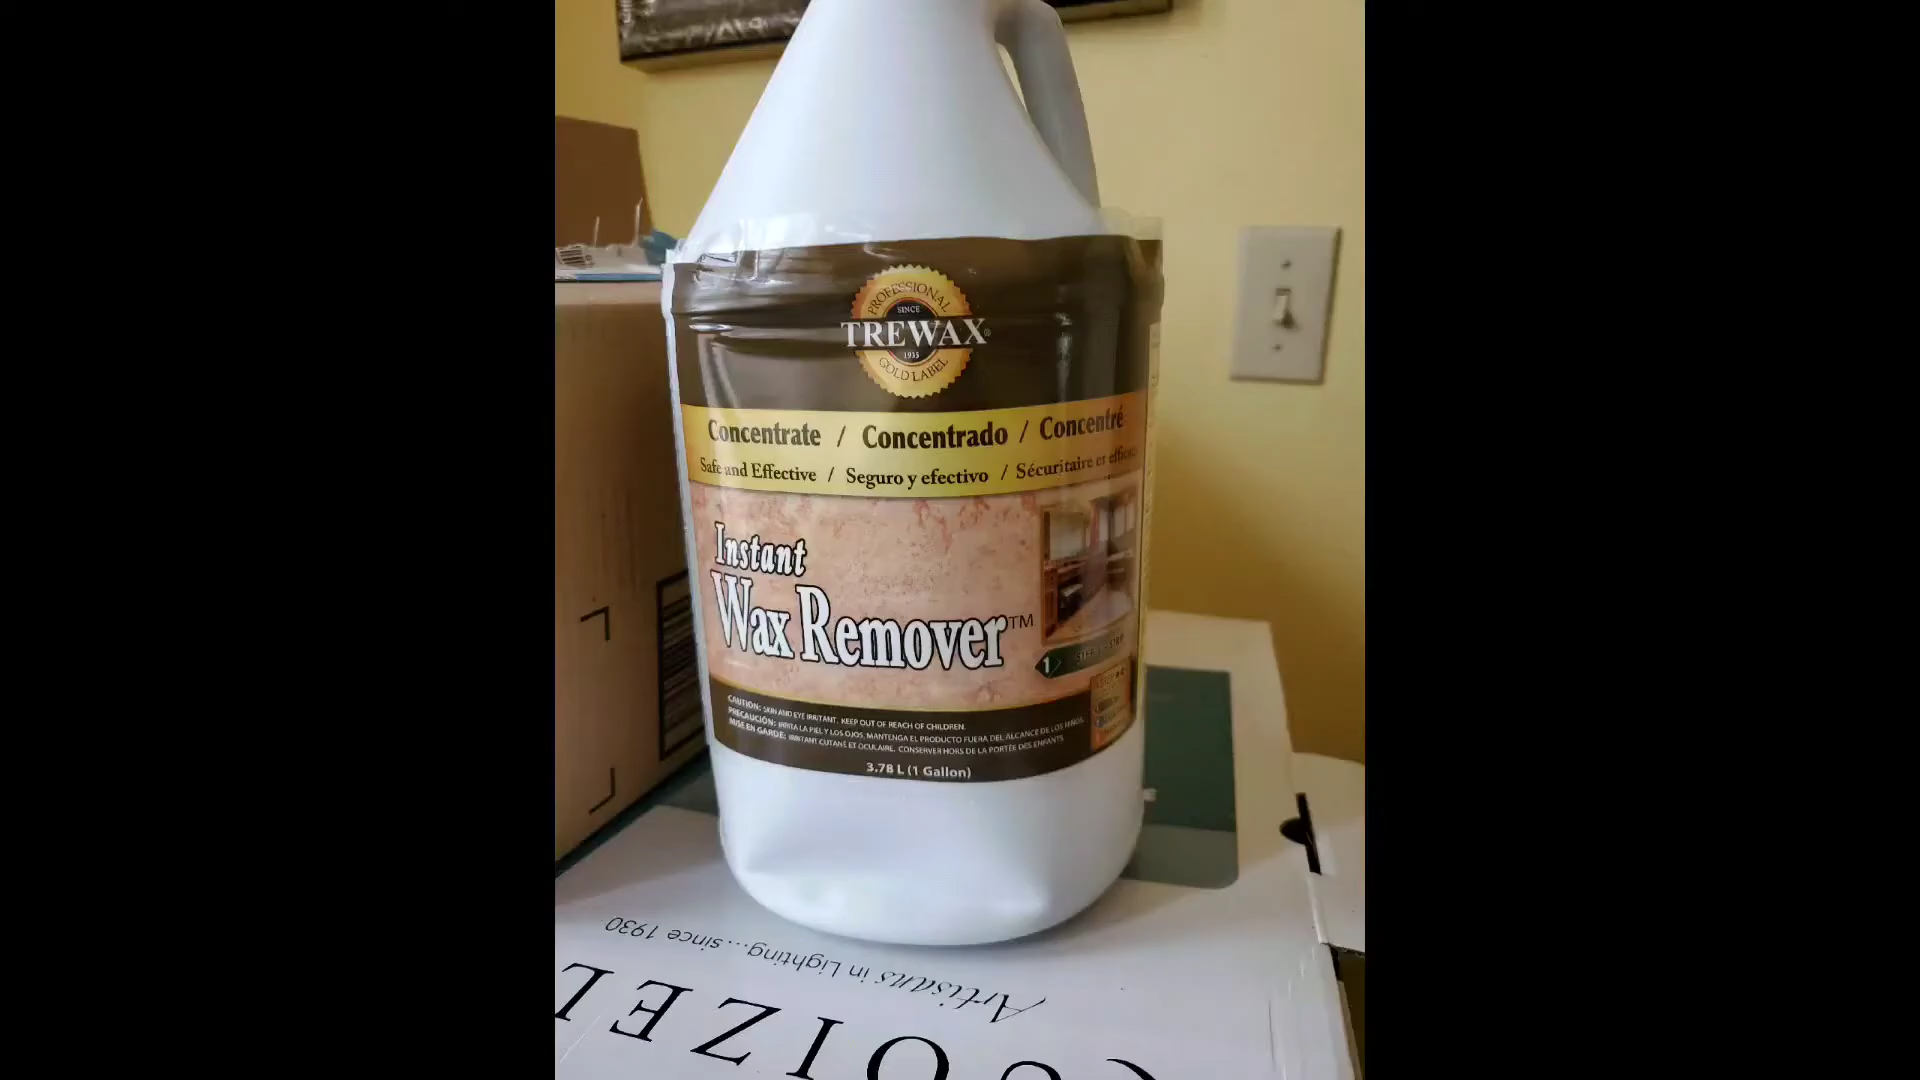 PROFESSIONAL
SINCE
TREWAX®
1935
GOLD LABEL
Concentrate / Concentrado / Concentré
Safe and Effective / Seguro y efectivo / Sécuritaire et
Instant
Wax Remover™
1
CAUTION: SKIN AND EYE IRRITANT. KEEP OUT OF REACH OF CHILDREN.
PRECAUCIÓN: IRRITA LA PIEL Y LOS OJOS. MANTENGA EL PRODUCTO FUERA DEL ALCANCE DE LOS NIÑOS.
MISE EN GARDE: IRRITANT CUTANÉ ET OCULAIRE. CONSERVER HORS DE LA PORTÉE DES ENFANTS.
3.78 L (1 Gallon)
Artisans in Lighting...since 1930
OIZEL